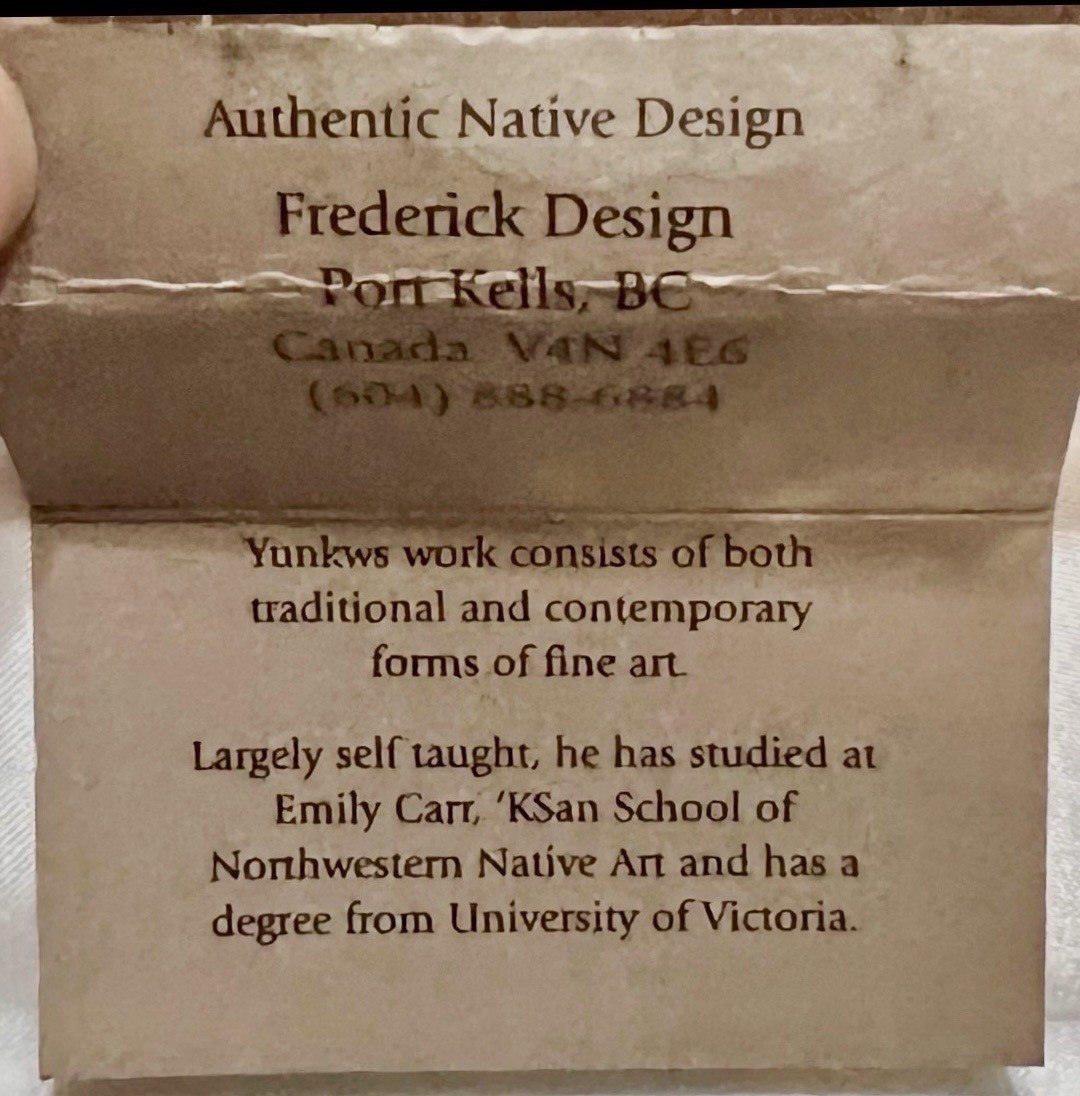 Authentic Native Design
Frederick Design
Port Kells, BC
Canada V4N 4E6
(604) 888-6884
Yunkws work consists of both
traditional and contemporary
forms of fine art.
Largely self taught, he has studied at
Emily Carr, 'KSan School of
Northwestern Native Art and has a
degree from University of Victoria.